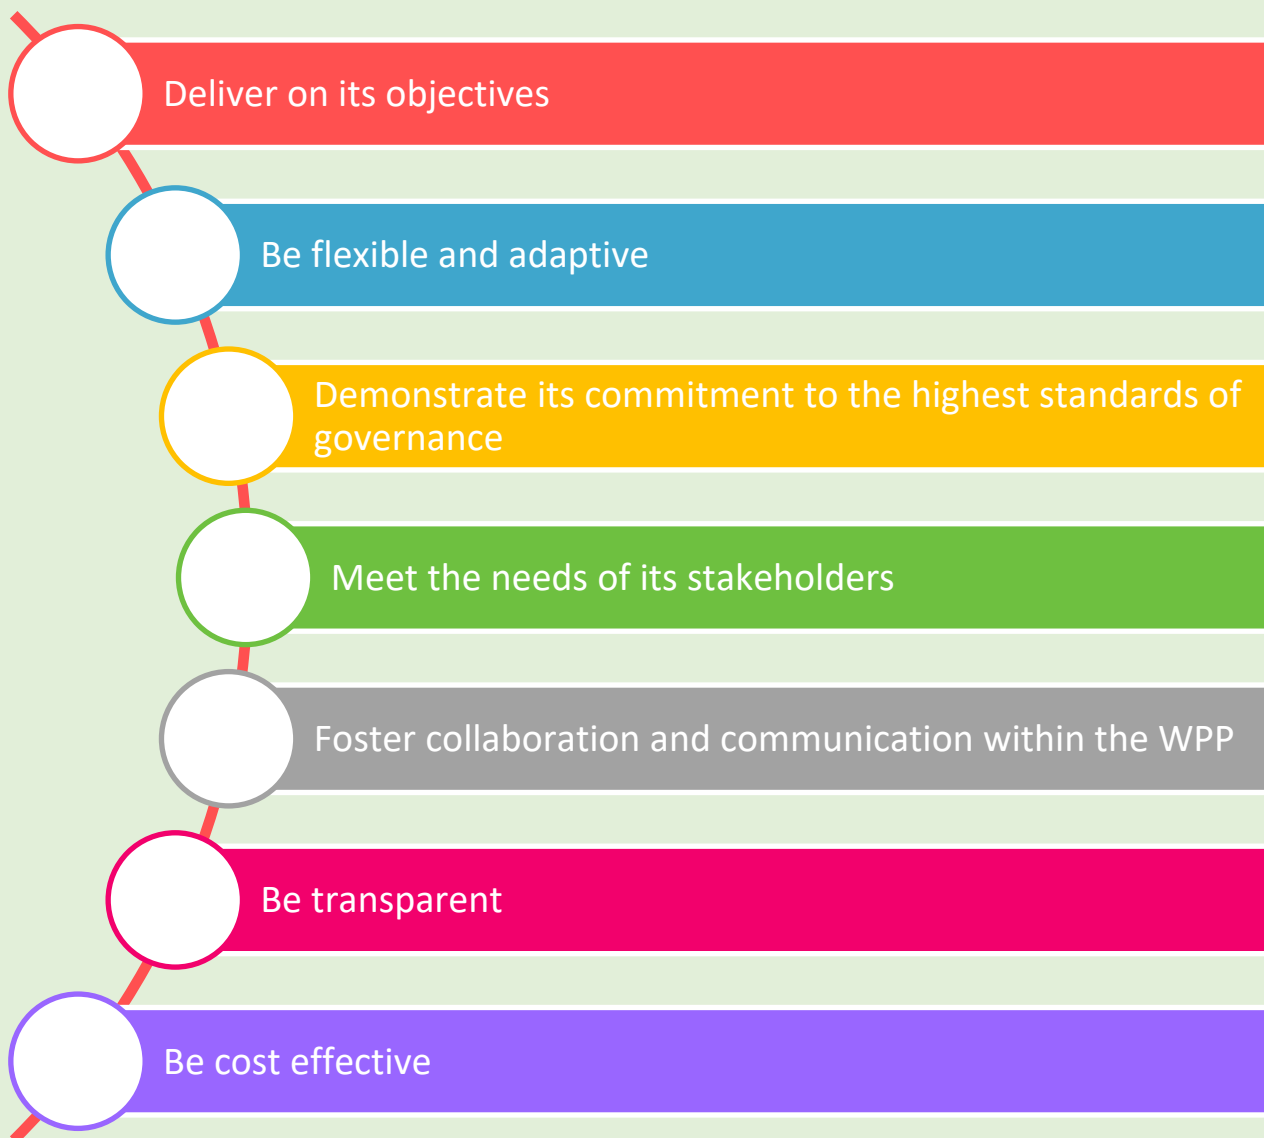 Deliver on its objectives
Be flexible and adaptive
Demonstrate its commitment to the highest standards of
governance
Meet the needs of its stakeholders
Foster collaboration and communication within the WPP
Be transparent
Be cost effective